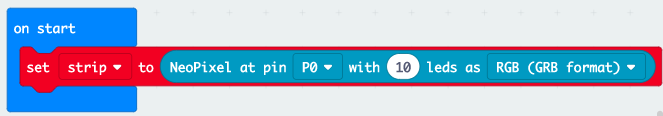 on start
set strip to NeoPixel at pin P0 with 10 leds as RGB (GRB format)